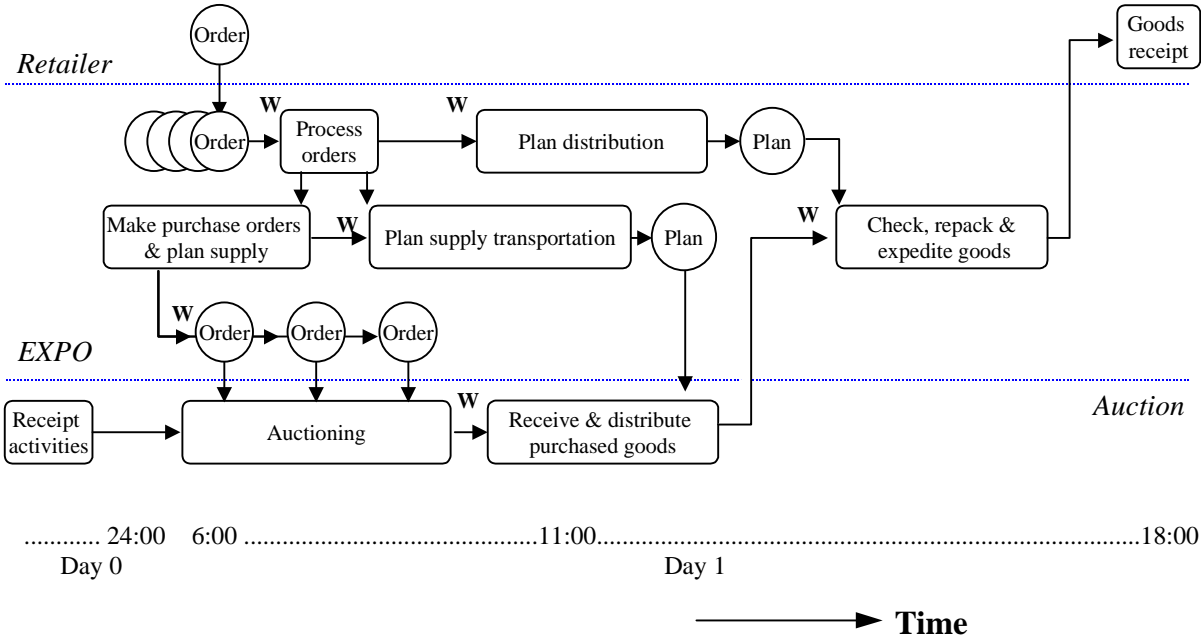 Order
Goods
receipt
Retailer
W
W
Order
Process
orders
Plan distribution
Plan
Make purchase orders
& plan supply
W
Plan supply transportation
Plan
W
Check, repack &
expedite goods
W
Order
Order
Order
EXPO
Auction
Receipt
activities
Auctioning
W
Receive & distribute
purchased goods
............ 24:00 6:00 ..................................................11:00...........................................................................................18:00
Day 0 Day 1
Time